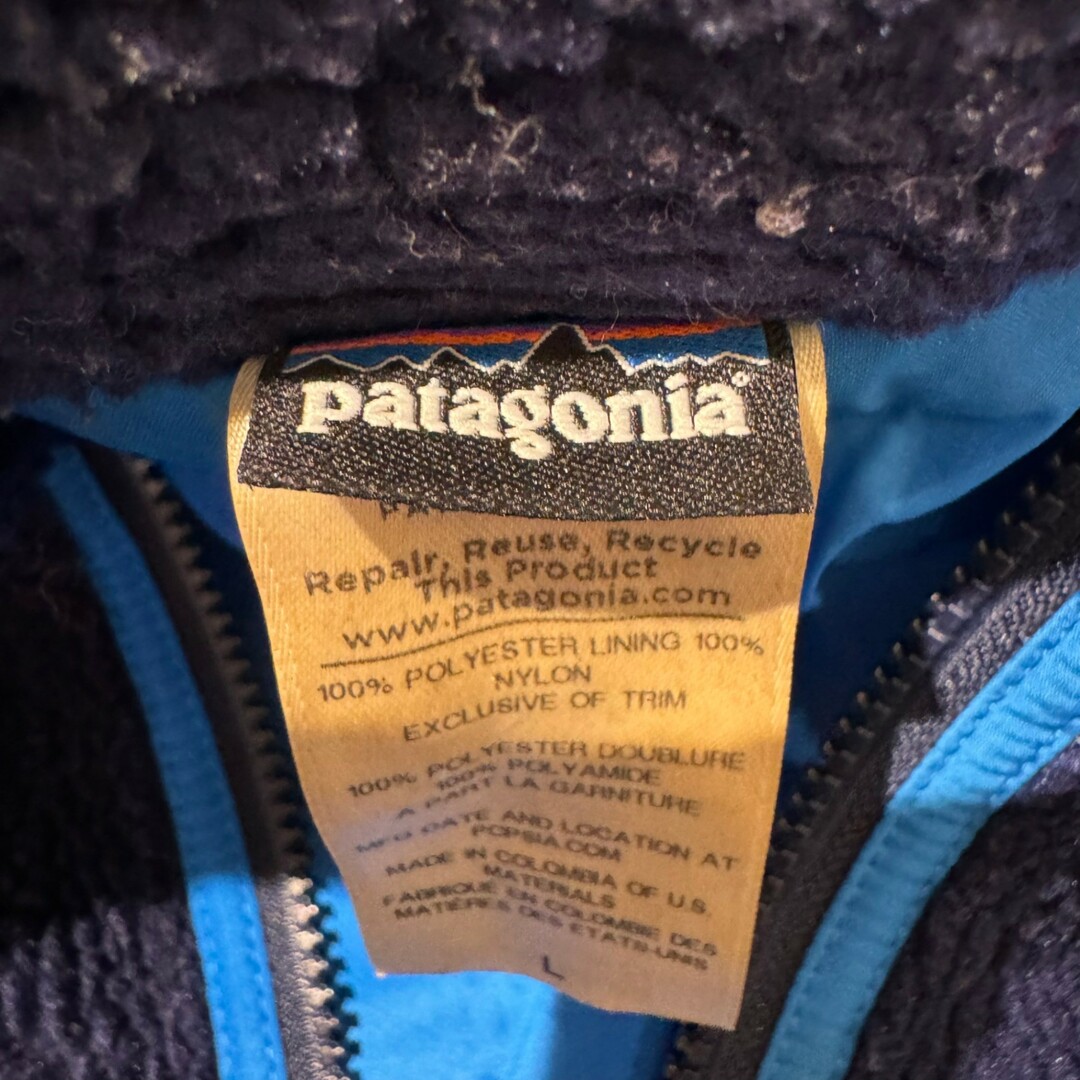 patagonia®
Repair, Reuse, Recycle
This Product
www.patagonia.com
100% POLYESTER LINING 100%
NYLON
EXCLUSIVE OF TRIM
100% POLYESTER DOUBLURE
100% POLYAMIDE
A PART LA GARNITURE
MFG DATE AND LOCATION AT
POPSIA.COM
MADE IN COLOMBIA OF U.S.
MATERIALS
FABRIQUÉ EN COLOMBIE DES
MATIÈRES DES ÉTATS-UNIS
L